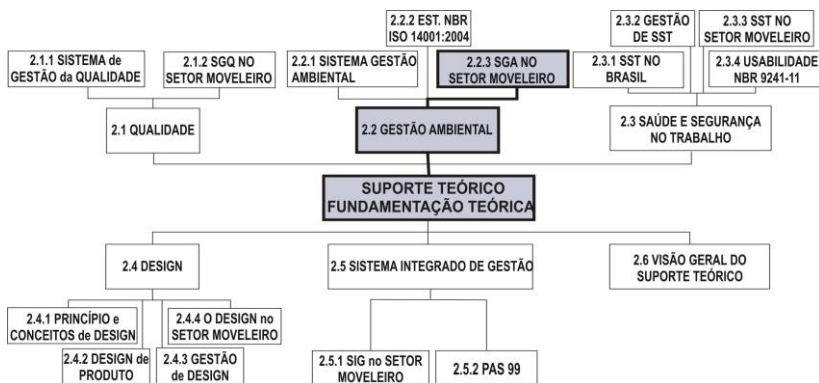 2.2.2 EST. NBR
ISO 14001:2004
2.3.2 GESTÃO
DE SST
2.3.3 SST NO
SETOR MOVELEIRO
2.1.1 SISTEMA de
GESTÃO da QUALIDADE
2.1.2 SGQ NO
SETOR MOVELEIRO
2.2.1 SISTEMA GESTÃO
AMBIENTAL
2.2.3 SGA NO
SETOR MOVELEIRO
2.3.1 SST NO
BRASIL
2.3.4 USABILIDADE
NBR 9241-11
2.1 QUALIDADE
2.2 GESTÃO AMBIENTAL
2.3 SAÚDE E SEGURANÇA
NO TRABALHO
SUPORTE TEÓRICO
FUNDAMENTAÇÃO TEÓRICA
2.4 DESIGN
2.5 SISTEMA INTEGRADO DE GESTÃO
2.6 VISÃO GERAL DO
SUPORTE TEÓRICO
2.4.1 PRINCÍPIO e
CONCEITOS de DESIGN
2.4.4 O DESIGN no
SETOR MOVELEIRO
2.4.2 DESIGN de
PRODUTO
2.4.3 GESTÃO
de DESIGN
2.5.1 SIG no SETOR
MOVELEIRO
2.5.2 PAS 99